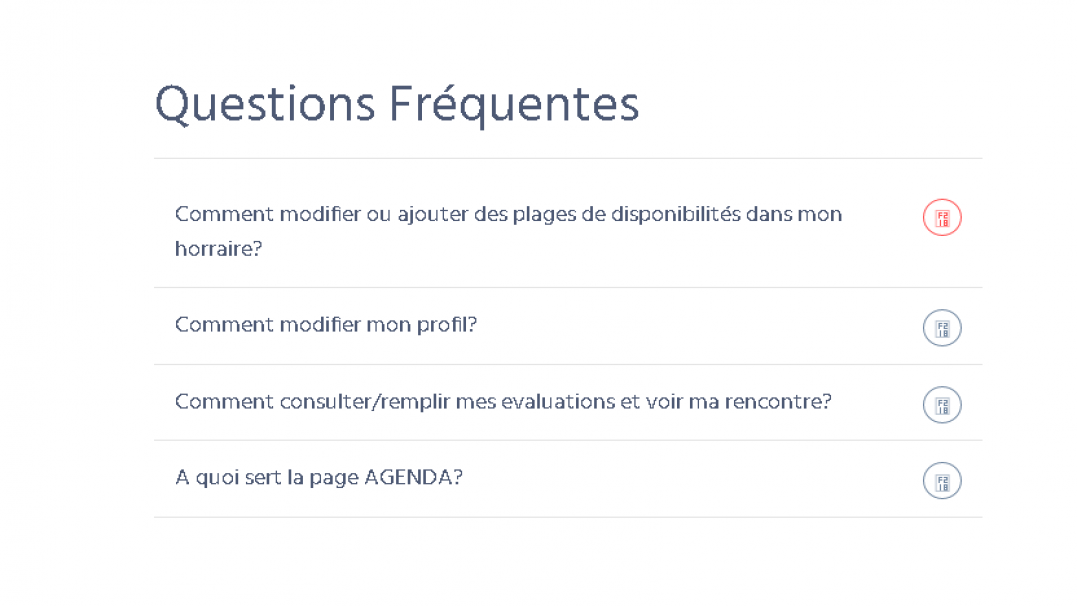 Questions Fréquentes
Comment modifier ou ajouter des plages de disponibilités dans mon
horraire?
Comment modifier mon profil?
Comment consulter/remplir mes evaluations et voir ma rencontre?
A quoi sert la page AGENDA?